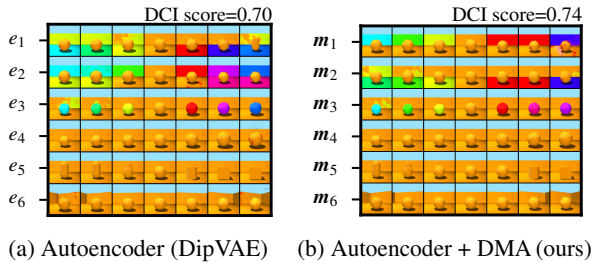 DCI score=0.70
e1
e2
e3
e4
e5
e6
(a) Autoencoder (DipVAE)
DCI score=0.74
m1
m2
m3
m4
m5
m6
(b) Autoencoder + DMA (ours)